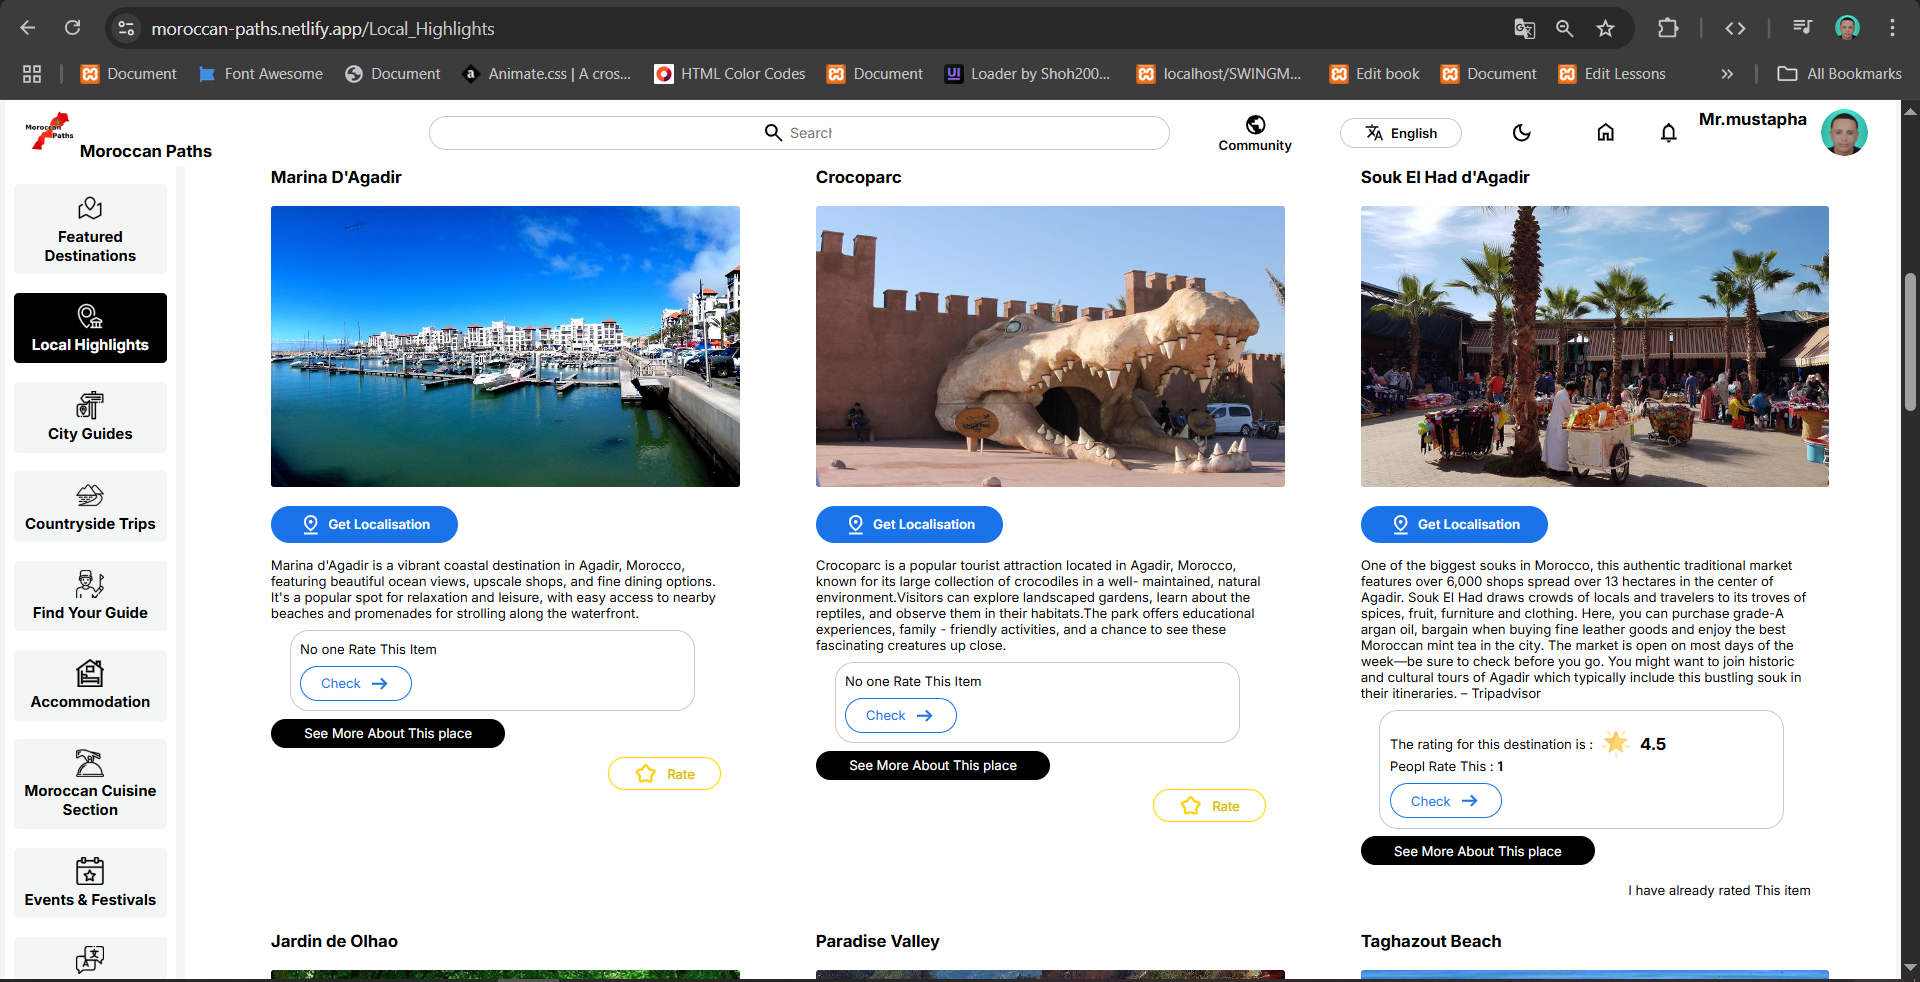 moroccan-paths.netlify.app/Local_Highlights
Document
Font Awesome
Document
Animate.css | A cros...
HTML Color Codes
Document
Loader by Shoh200...
localhost/SWINGM...
Edit book
Document
Edit Lessons
All Bookmarks
Moroccan Paths
Moroccan Paths
Search
Community
English
Mr.mustapha
Featured
Destinations
Local Highlights
City Guides
Countryside Trips
Find Your Guide
Accommodation
Moroccan Cuisine
Section
Events & Festivals
Marina D'Agadir
Get Localisation
Marina d'Agadir is a vibrant coastal destination in Agadir, Morocco,
featuring beautiful ocean views, upscale shops, and fine dining options.
It's a popular spot for relaxation and leisure, with easy access to nearby
beaches and promenades for strolling along the waterfront.
No one Rate This Item
Check
See More About This place
Rate
Crocoparc
Get Localisation
Crocoparc is a popular tourist attraction located in Agadir, Morocco,
known for its large collection of crocodiles in a well- maintained, natural
environment.Visitors can explore landscaped gardens, learn about the
reptiles, and observe them in their habitats.The park offers educational
experiences, family - friendly activities, and a chance to see these
fascinating creatures up close.
No one Rate This Item
Check
See More About This place
Rate
Souk El Had d'Agadir
Get Localisation
One of the biggest souks in Morocco, this authentic traditional market
features over 6,000 shops spread over 13 hectares in the center of
Agadir. Souk El Had draws crowds of locals and travelers to its troves of
spices, fruit, furniture and clothing. Here, you can purchase grade-A
argan oil, bargain when buying fine leather goods and enjoy the best
Moroccan mint tea in the city. The market is open on most days of the
week—be sure to check before you go. You might want to join historic
and cultural tours of Agadir which typically include this bustling souk in
their itineraries. – Tripadvisor
The rating for this destination is : 4.5
Peopl Rate This : 1
Check
See More About This place
I have already rated This item
Jardin de Olhao
Paradise Valley
Taghazout Beach